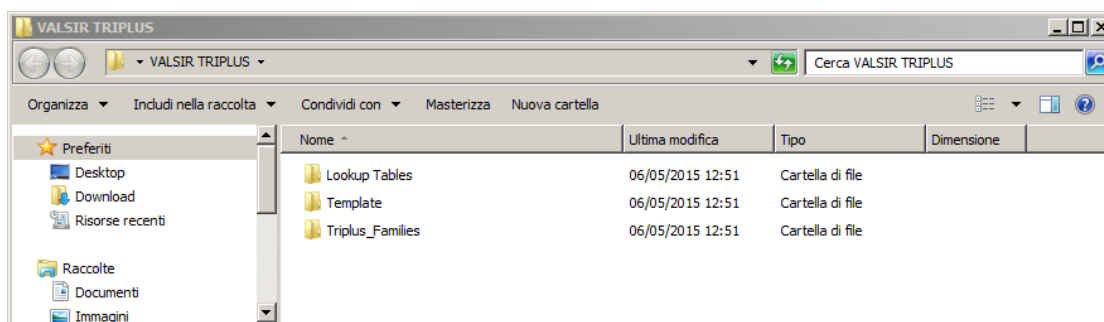 VALSIR TRIPLUS
VALSIR TRIPLUS
Cerca VALSIR TRIPLUS
Organizza Includi nella raccolta Condividi con Masterizza Nuova cartella
Preferiti
Desktop
Download
Risorse recenti
Raccolte
Documenti
Immagini
Nome Ultima modifica Tipo Dimensione
Lookup Tables 06/05/2015 12:51 Cartella di file
Template 06/05/2015 12:51 Cartella di file
Triplus_Families 06/05/2015 12:51 Cartella di file